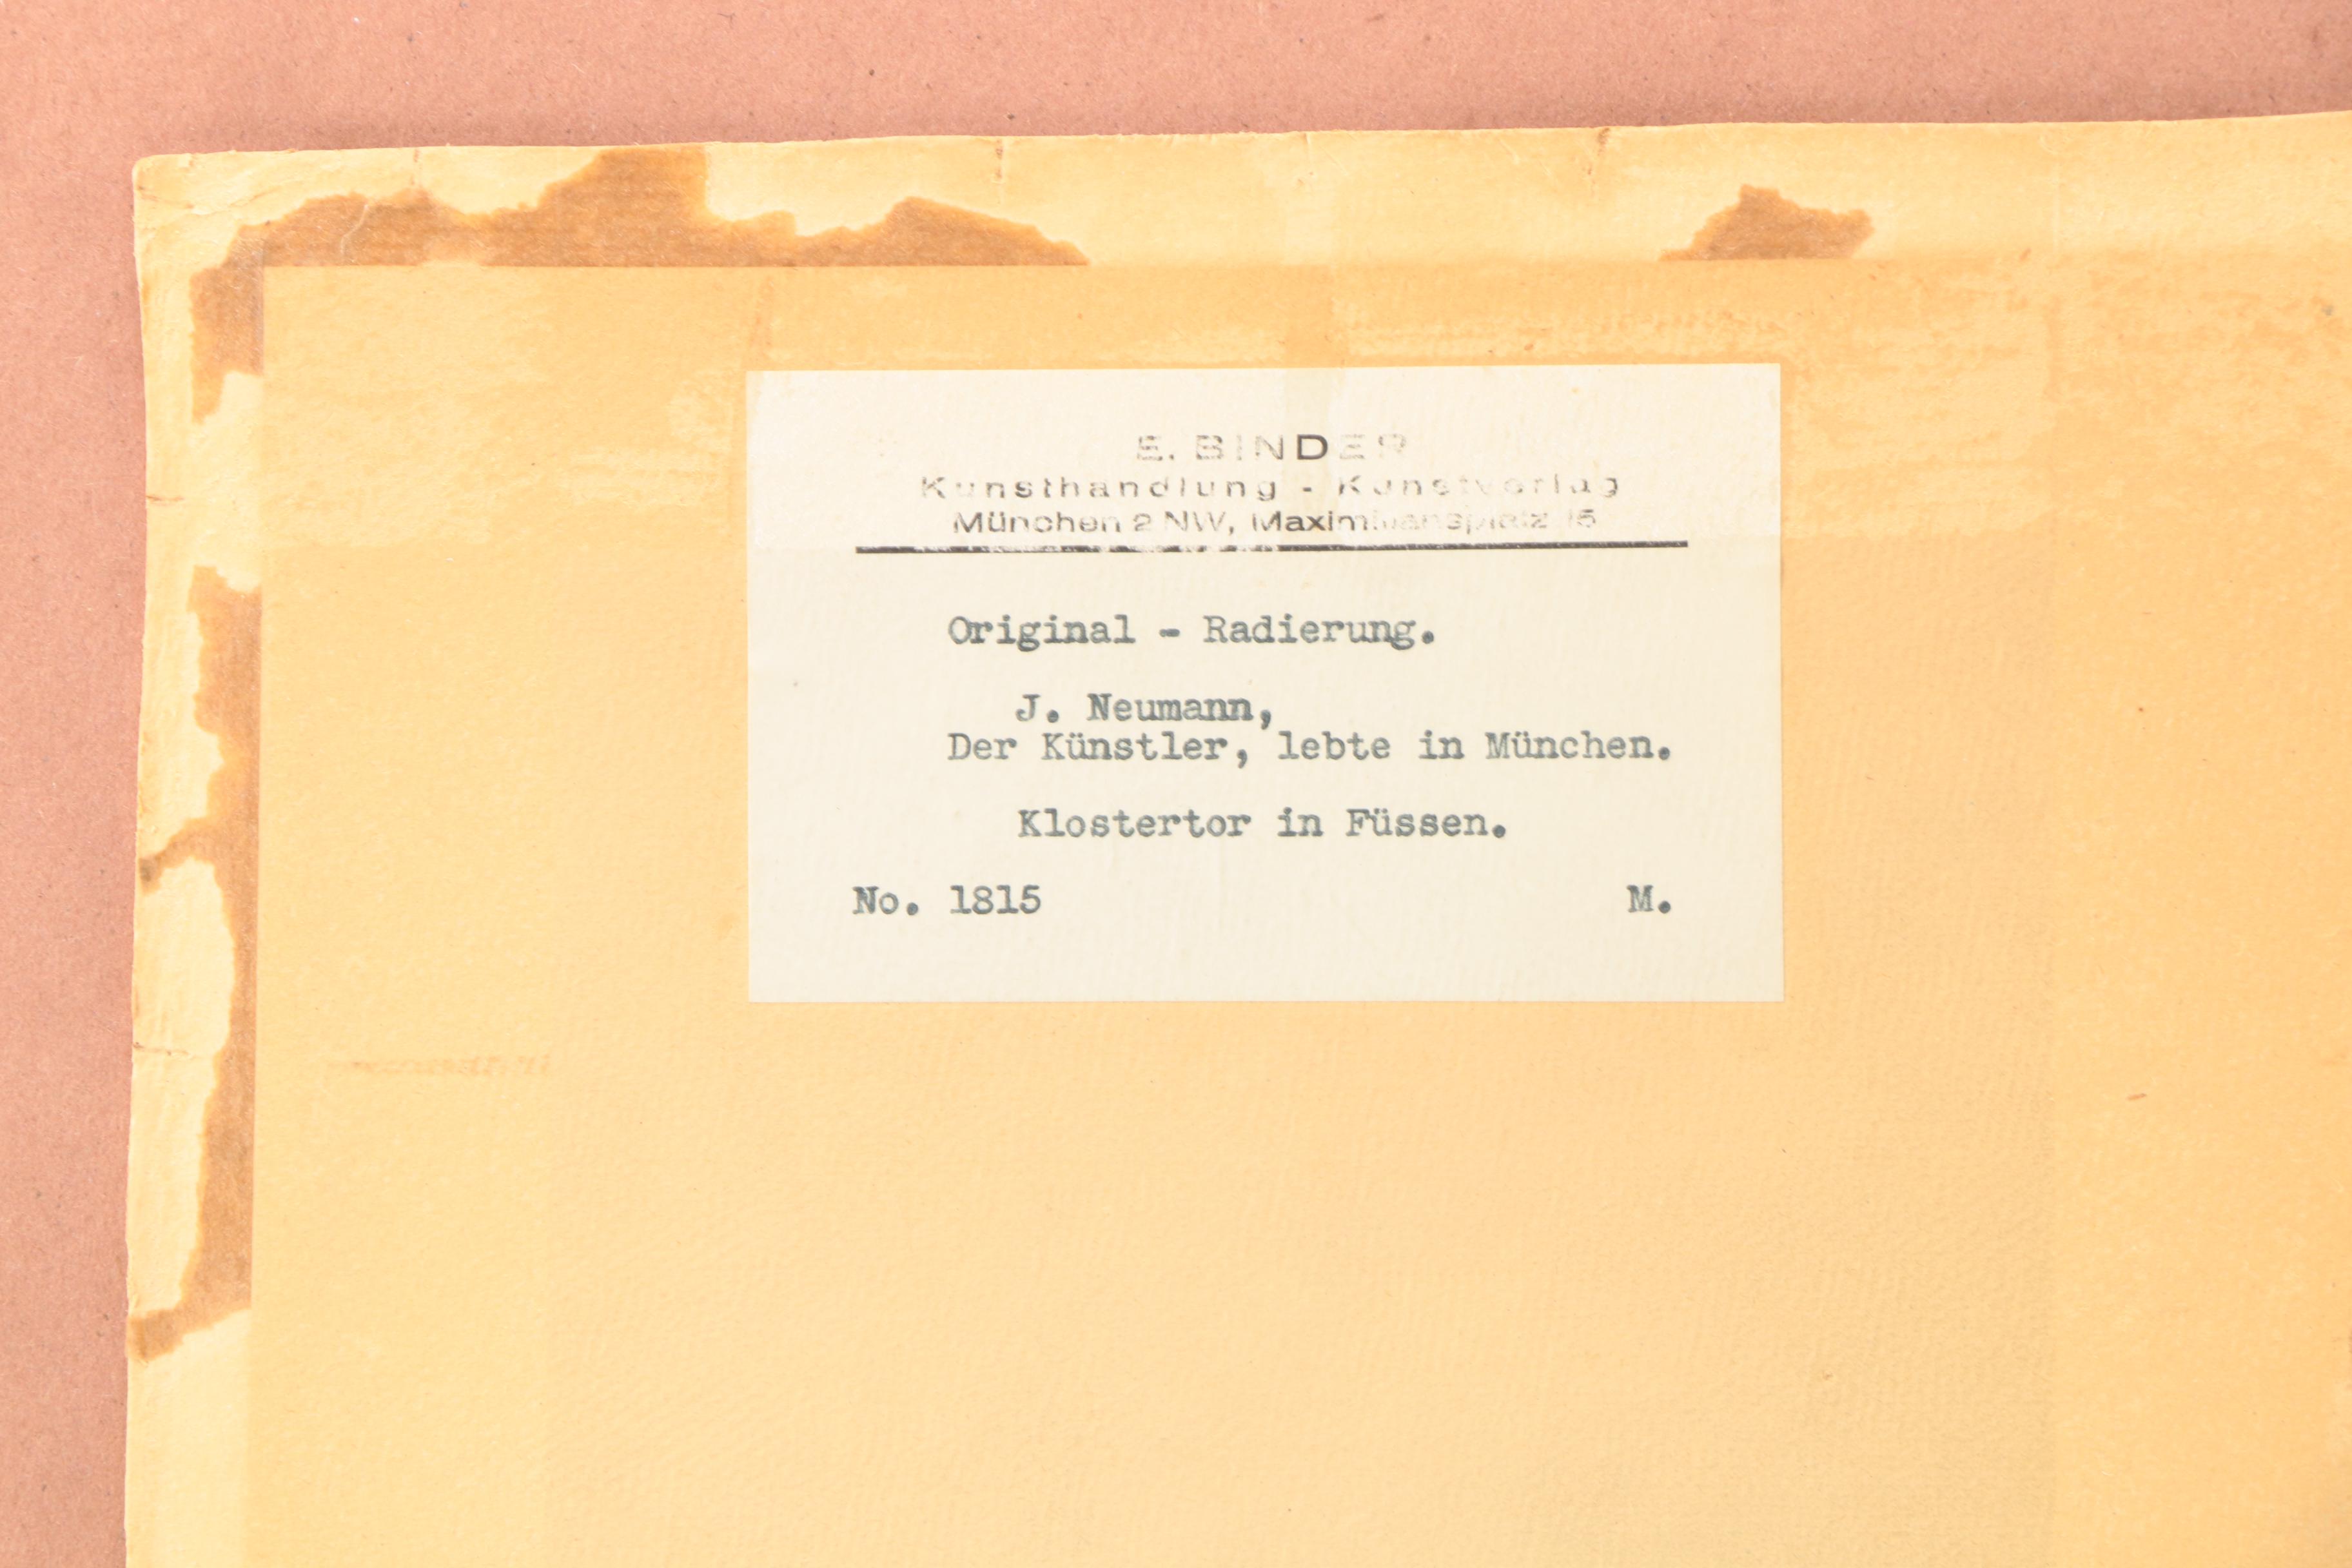 E. BINDER
Kunsthandlung - Kunstverlag
München 2 NW, Maximiliansplatz 15
Original - Radierung.
J. Neumann,
Der Künstler, lebte in München.
Klostertor in Füssen.
No. 1815 M.